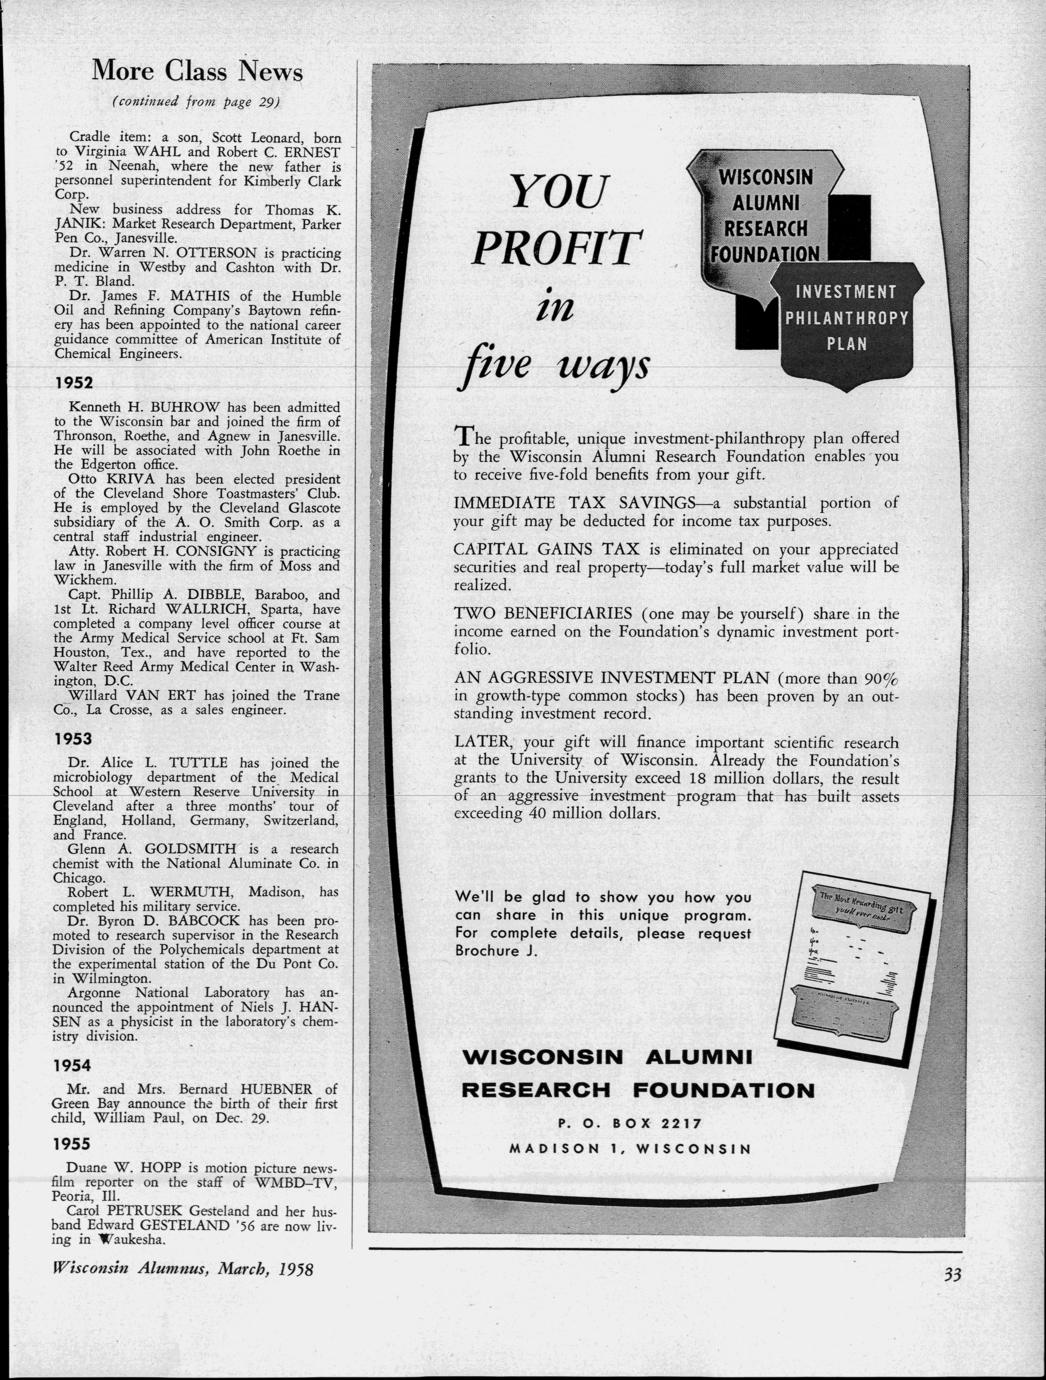 More Class News
(continued from page 29)
Cradle item: a son, Scott Leonard, born
to Virginia WAHL and Robert C. ERNEST
'52 in Neenah, where the new father is
personnel superintendent for Kimberly Clark
Corp.
New business address for Thomas K.
JANIK: Market Research Department, Parker
Pen Co., Janesville.
Dr. Warren N. OTTERSON is practicing
medicine in Westby and Cashton with Dr.
P. T. Bland.
Dr. James F. MATHIS of the Humble
Oil and Refining Company's Baytown refin-
ery has been appointed to the national career
guidance committee of American Institute of
Chemical Engineers.
1952
Kenneth H. BUHROW has been admitted
to the Wisconsin bar and joined the firm of
Thronson, Roethe, and Agnew in Janesville.
He will be associated with John Roethe in
the Edgerton office.
Otto KRIVA has been elected president
of the Cleveland Shore Toastmasters' Club.
He is employed by the Cleveland Glascote
subsidiary of the A. O. Smith Corp. as a
central staff industrial engineer.
Atty. Robert H. CONSIGNY is practicing
law in Janesville with the firm of Moss and
Wickhem.
Capt. Phillip A. DIBBLE, Baraboo, and
1st Lt. Richard WALLRICH, Sparta, have
completed a company level officer course at
the Army Medical Service school at Ft. Sam
Houston, Tex., and have reported to the
Walter Reed Army Medical Center in Wash-
ington, D.C.
Willard VAN ERT has joined the Trane
Co., La Crosse, as a sales engineer.
1953
Dr. Alice L. TUTTLE has joined the
microbiology department of the Medical
School at Western Reserve University in
Cleveland after a three months' tour of
England, Holland, Germany, Switzerland,
and France.
Glenn A. GOLDSMITH is a research
chemist with the National Aluminate Co. in
Chicago.
Robert L. WERMUTH, Madison, has
completed his military service.
Dr. Byron D. BABCOCK has been pro-
moted to research supervisor in the Research
Division of the Polychemicals department at
the experimental station of the Du Pont Co.
in Wilmington.
Argonne National Laboratory has an-
nounced the appointment of Niels J. HAN-
SEN as a physicist in the laboratory's chem-
istry division.
1954
Mr. and Mrs. Bernard HUEBNER of
Green Bay announce the birth of their first
child, William Paul, on Dec. 29.
1955
Duane W. HOPP is motion picture news-
film reporter on the staff of WMBD-TV,
Peoria, Ill.
Carol PETRUSEK Gesteland and her hus-
band Edward GESTELAND '56 are now liv-
ing in Waukesha.
YOU
PROFIT
in
five ways
WISCONSIN
ALUMNI
RESEARCH
FOUNDATION
INVESTMENT
PHILANTHROPY
PLAN
The profitable, unique investment-philanthropy plan offered
by the Wisconsin Alumni Research Foundation enables you
to receive five-fold benefits from your gift.
IMMEDIATE TAX SAVINGS—a substantial portion of
your gift may be deducted for income tax purposes.
CAPITAL GAINS TAX is eliminated on your appreciated
securities and real property—today's full market value will be
realized.
TWO BENEFICIARIES (one may be yourself) share in the
income earned on the Foundation's dynamic investment port-
folio.
AN AGGRESSIVE INVESTMENT PLAN (more than 90%
in growth-type common stocks) has been proven by an out-
standing investment record.
LATER, your gift will finance important scientific research
at the University of Wisconsin. Already the Foundation's
grants to the University exceed 18 million dollars, the result
of an aggressive investment program that has built assets
exceeding 40 million dollars.
We'll be glad to show you how you
can share in this unique program.
For complete details, please request
Brochure J.
The Most Rewarding gift
you'll ever make
WISCONSIN ALUMNI
RESEARCH FOUNDATION
P. O. BOX 2217
MADISON 1, WISCONSIN
Wisconsin Alumnus, March, 1958
33